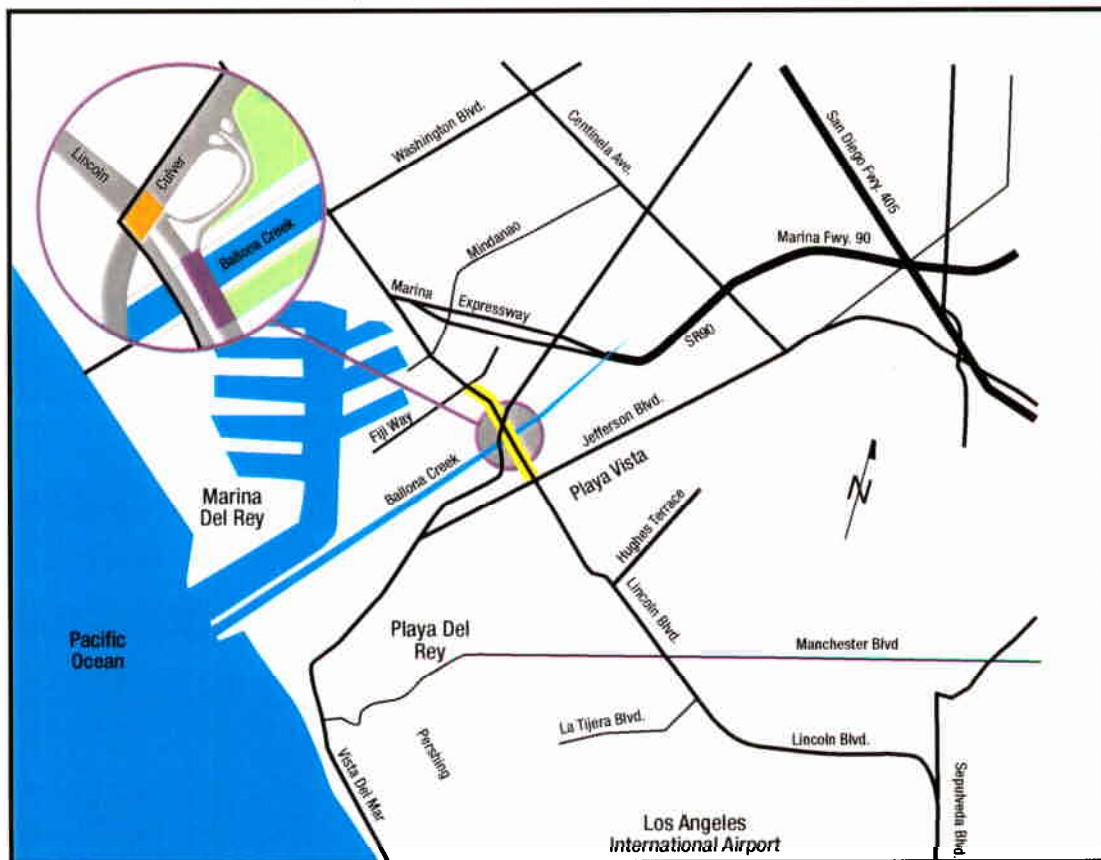 Washington Blvd.
Centinela Ave.
San Diego Fwy. 405
Lincoln
Culver
Ballona Creek
Mindanao
Marina Fwy. 90
Marina
Expressway
SR90
Fiji Way
Jefferson Blvd.
Ballona Creek
Playa Vista
Marina
Del Rey
N
Hughes Terrace
Lincoln Blvd.
Pacific
Ocean
Playa Del
Rey
Manchester Blvd
La Tijera Blvd.
Pershing
Lincoln Blvd.
Vista Del Mar
Sepulveda Blvd.
Los Angeles
International Airport